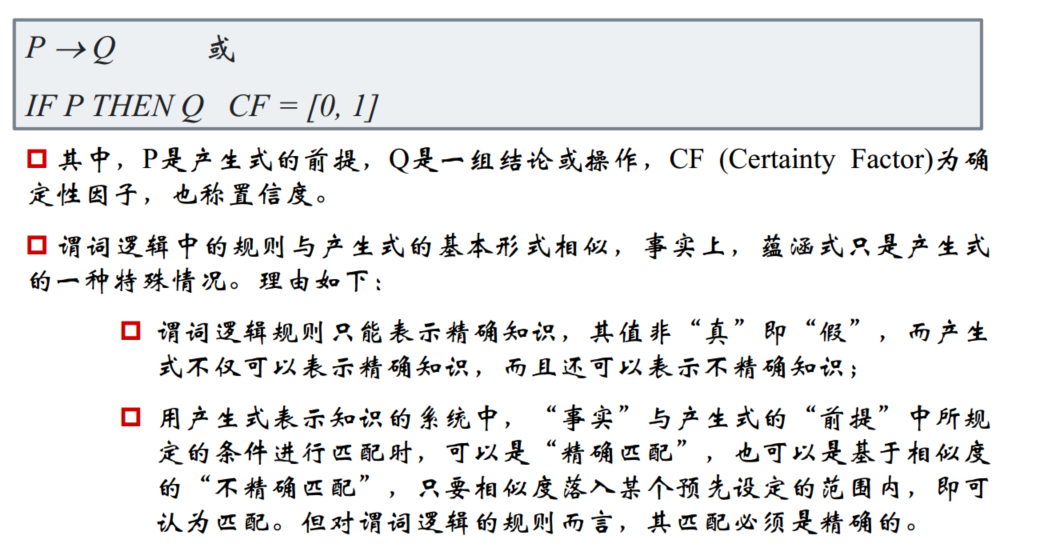 P → Q 或
IF P THEN Q CF = [0, 1]
其中，P是产生式的前提，Q是一组结论或操作，CF (Certainty Factor)为确
定性因子，也称置信度。
谓词逻辑中的规则与产生式的基本形式相似，事实上，蕴涵式只是产生式
的一种特殊情况。理由如下：
谓词逻辑规则只能表示精确知识，其值非“真”即“假”，而产生
式不仅可以表示精确知识，而且还可以表示不精确知识；
用产生式表示知识的系统中，“事实”与产生式的“前提”中所规
定的条件进行匹配时，可以是“精确匹配”，也可以是基于相似度
的“不精确匹配”，只要相似度落入某个预先设定的范围内，即可
认为匹配。但对谓词逻辑的规则而言，其匹配必须是精确的。